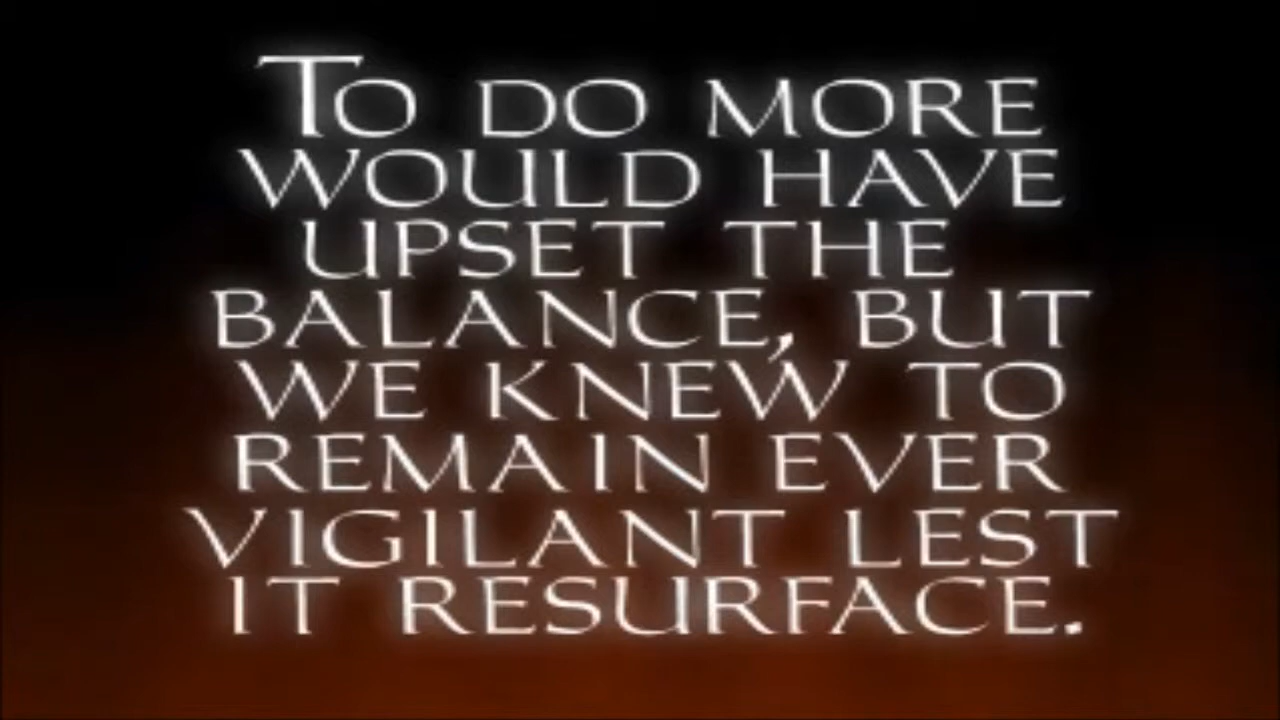 To do more
would have
upset the
balance, but
we knew to
remain ever
vigilant lest
it resurface.